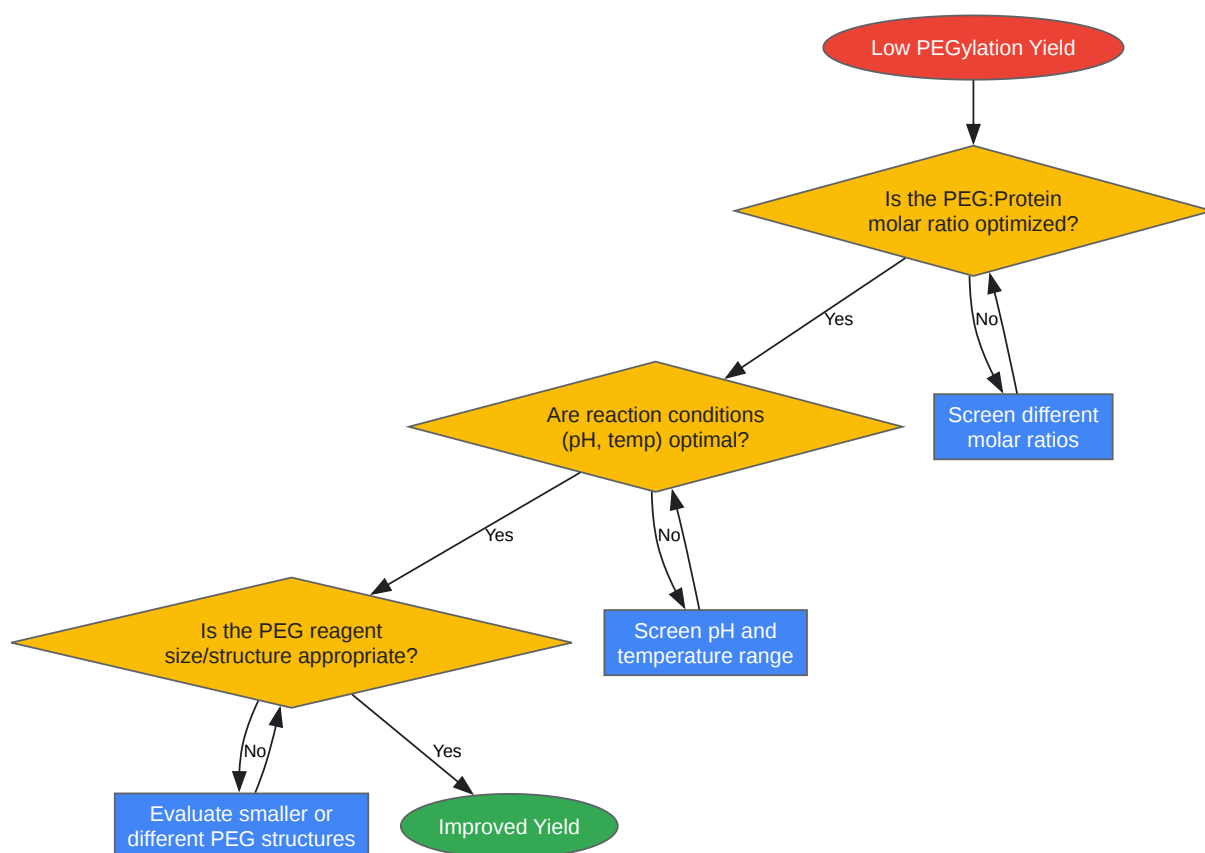 Low PEGylation Yield
Is the PEG:Protein
molar ratio optimized?
Yes
No
Screen different
molar ratios
Are reaction conditions
(pH, temp) optimal?
Yes
No
Screen pH and
temperature range
Is the PEG reagent
size/structure appropriate?
No
Yes
Evaluate smaller or
different PEG structures
Improved Yield